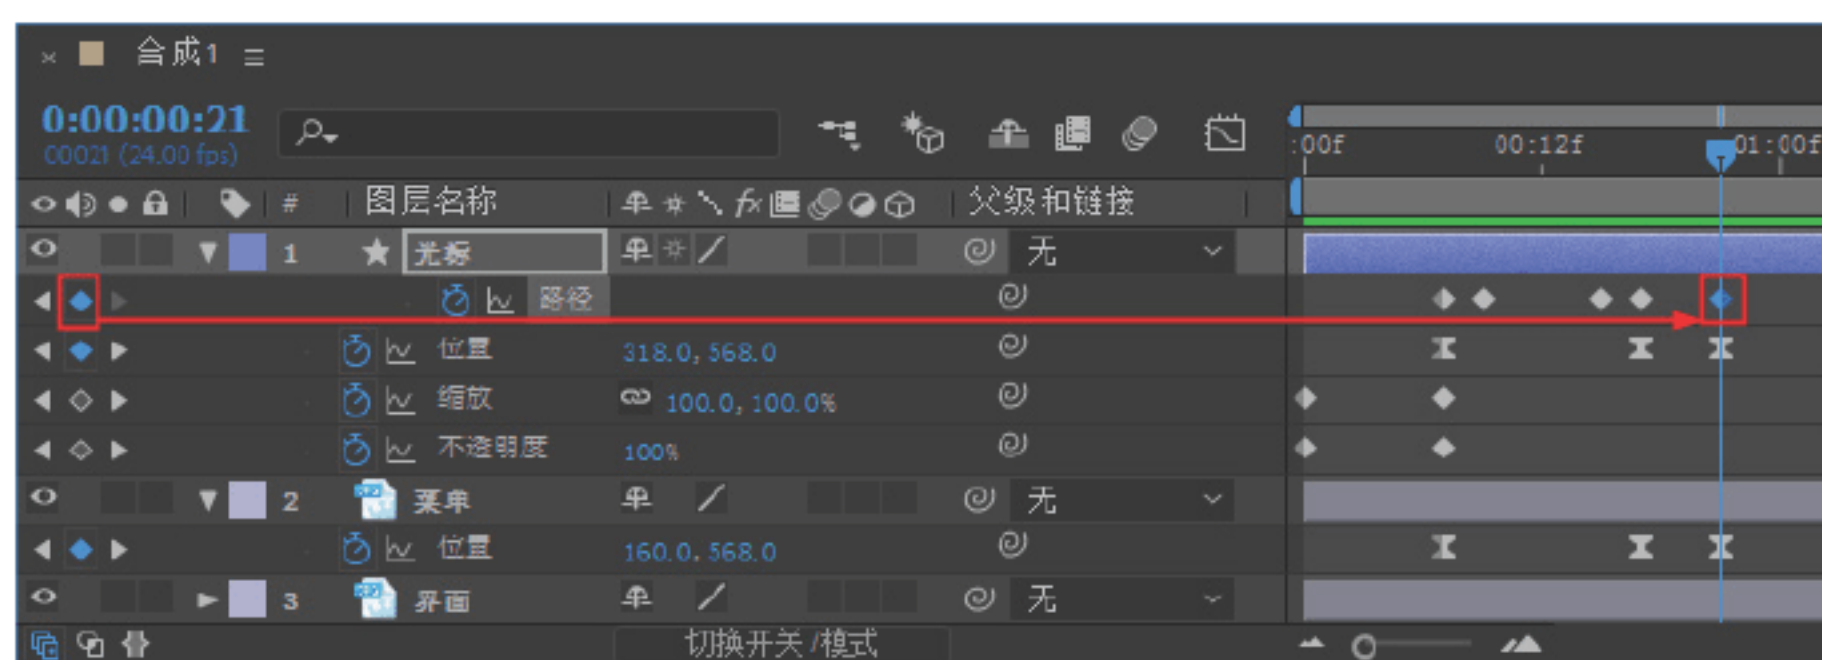 合成1
0:00:00:21
00021 (24.00 fps)
:00f 00:12f 01:00f
# 图层名称 fx 父级和链接
1 光标 无
路径
位置 318.0,568.0
缩放 100.0,100.0%
不透明度 100%
2 菜单 无
位置 160.0,568.0
3 界面 无
切换开关/模式